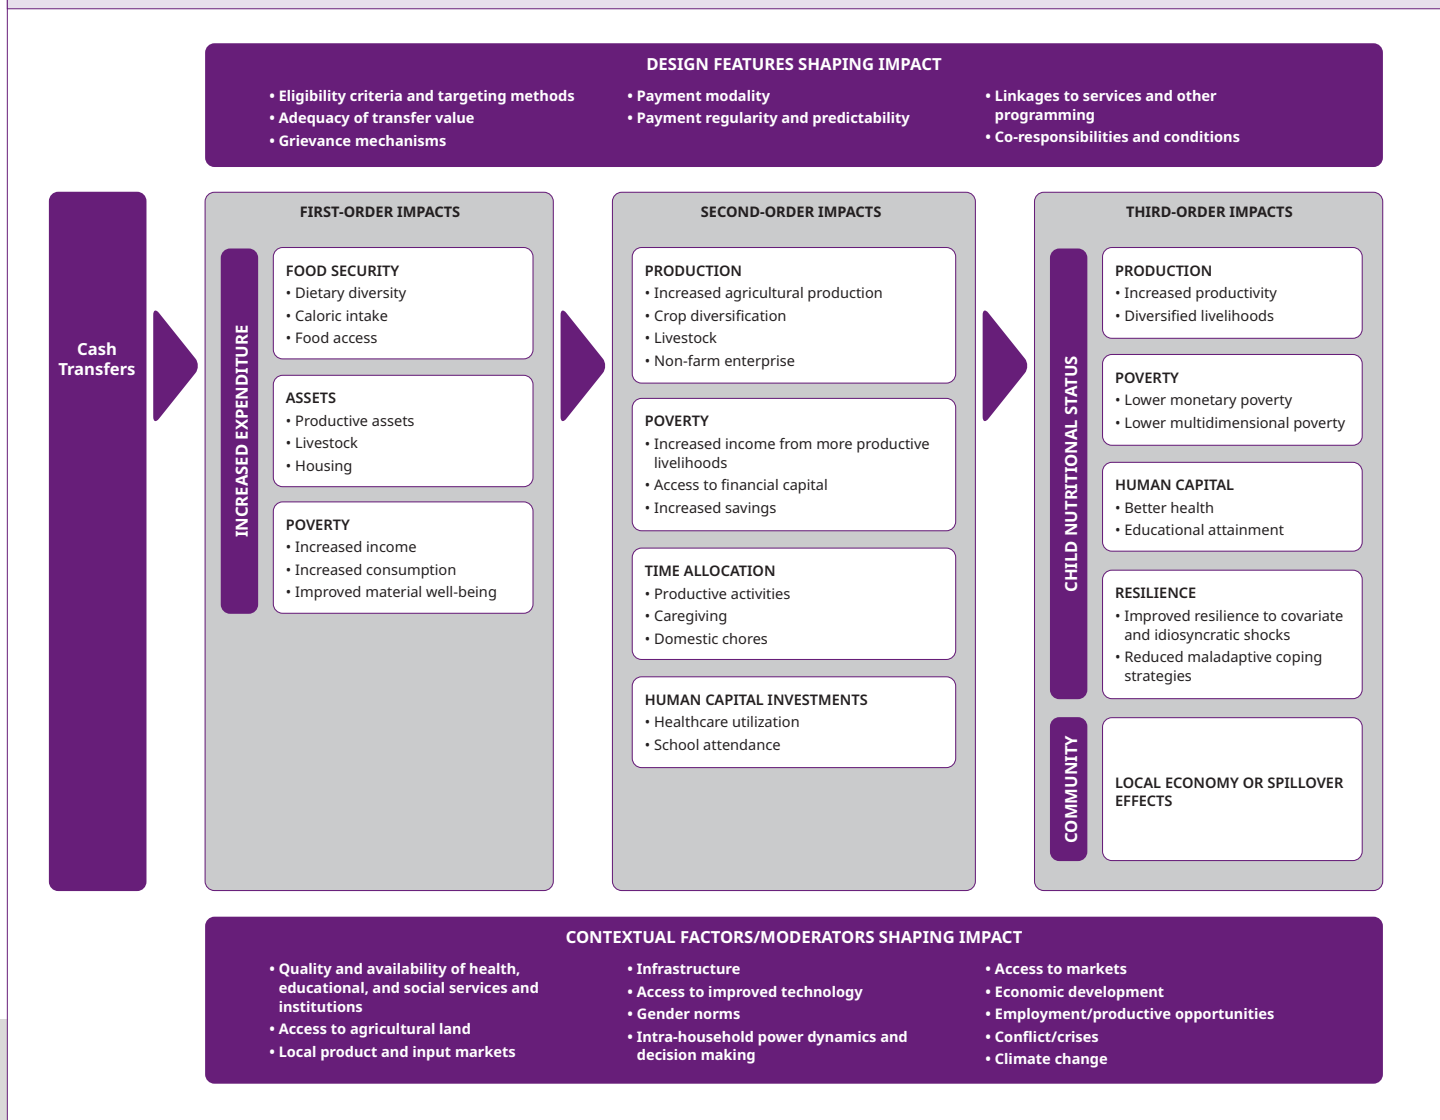 DESIGN FEATURES SHAPING IMPACT
• Eligibility criteria and targeting methods
• Adequacy of transfer value
• Grievance mechanisms
• Payment modality
• Payment regularity and predictability
• Linkages to services and other
programming
• Co-responsibilities and conditions
Cash
Transfers
FIRST-ORDER IMPACTS
INCREASED EXPENDITURE
FOOD SECURITY
• Dietary diversity
• Caloric intake
• Food access
ASSETS
• Productive assets
• Livestock
• Housing
POVERTY
• Increased income
• Increased consumption
• Improved material well-being
SECOND-ORDER IMPACTS
PRODUCTION
• Increased agricultural production
• Crop diversification
• Livestock
• Non-farm enterprise
POVERTY
• Increased income from more productive
livelihoods
• Access to financial capital
• Increased savings
TIME ALLOCATION
• Productive activities
• Caregiving
• Domestic chores
HUMAN CAPITAL INVESTMENTS
• Healthcare utilization
• School attendance
THIRD-ORDER IMPACTS
CHILD NUTRITIONAL STATUS
PRODUCTION
• Increased productivity
• Diversified livelihoods
POVERTY
• Lower monetary poverty
• Lower multidimensional poverty
HUMAN CAPITAL
• Better health
• Educational attainment
RESILIENCE
• Improved resilience to covariate
and idiosyncratic shocks
• Reduced maladaptive coping
strategies
COMMUNITY
LOCAL ECONOMY OR SPILLOVER
EFFECTS
CONTEXTUAL FACTORS/MODERATORS SHAPING IMPACT
• Quality and availability of health,
educational, and social services and
institutions
• Access to agricultural land
• Local product and input markets
• Infrastructure
• Access to improved technology
• Gender norms
• Intra-household power dynamics and
decision making
• Access to markets
• Economic development
• Employment/productive opportunities
• Conflict/crises
• Climate change